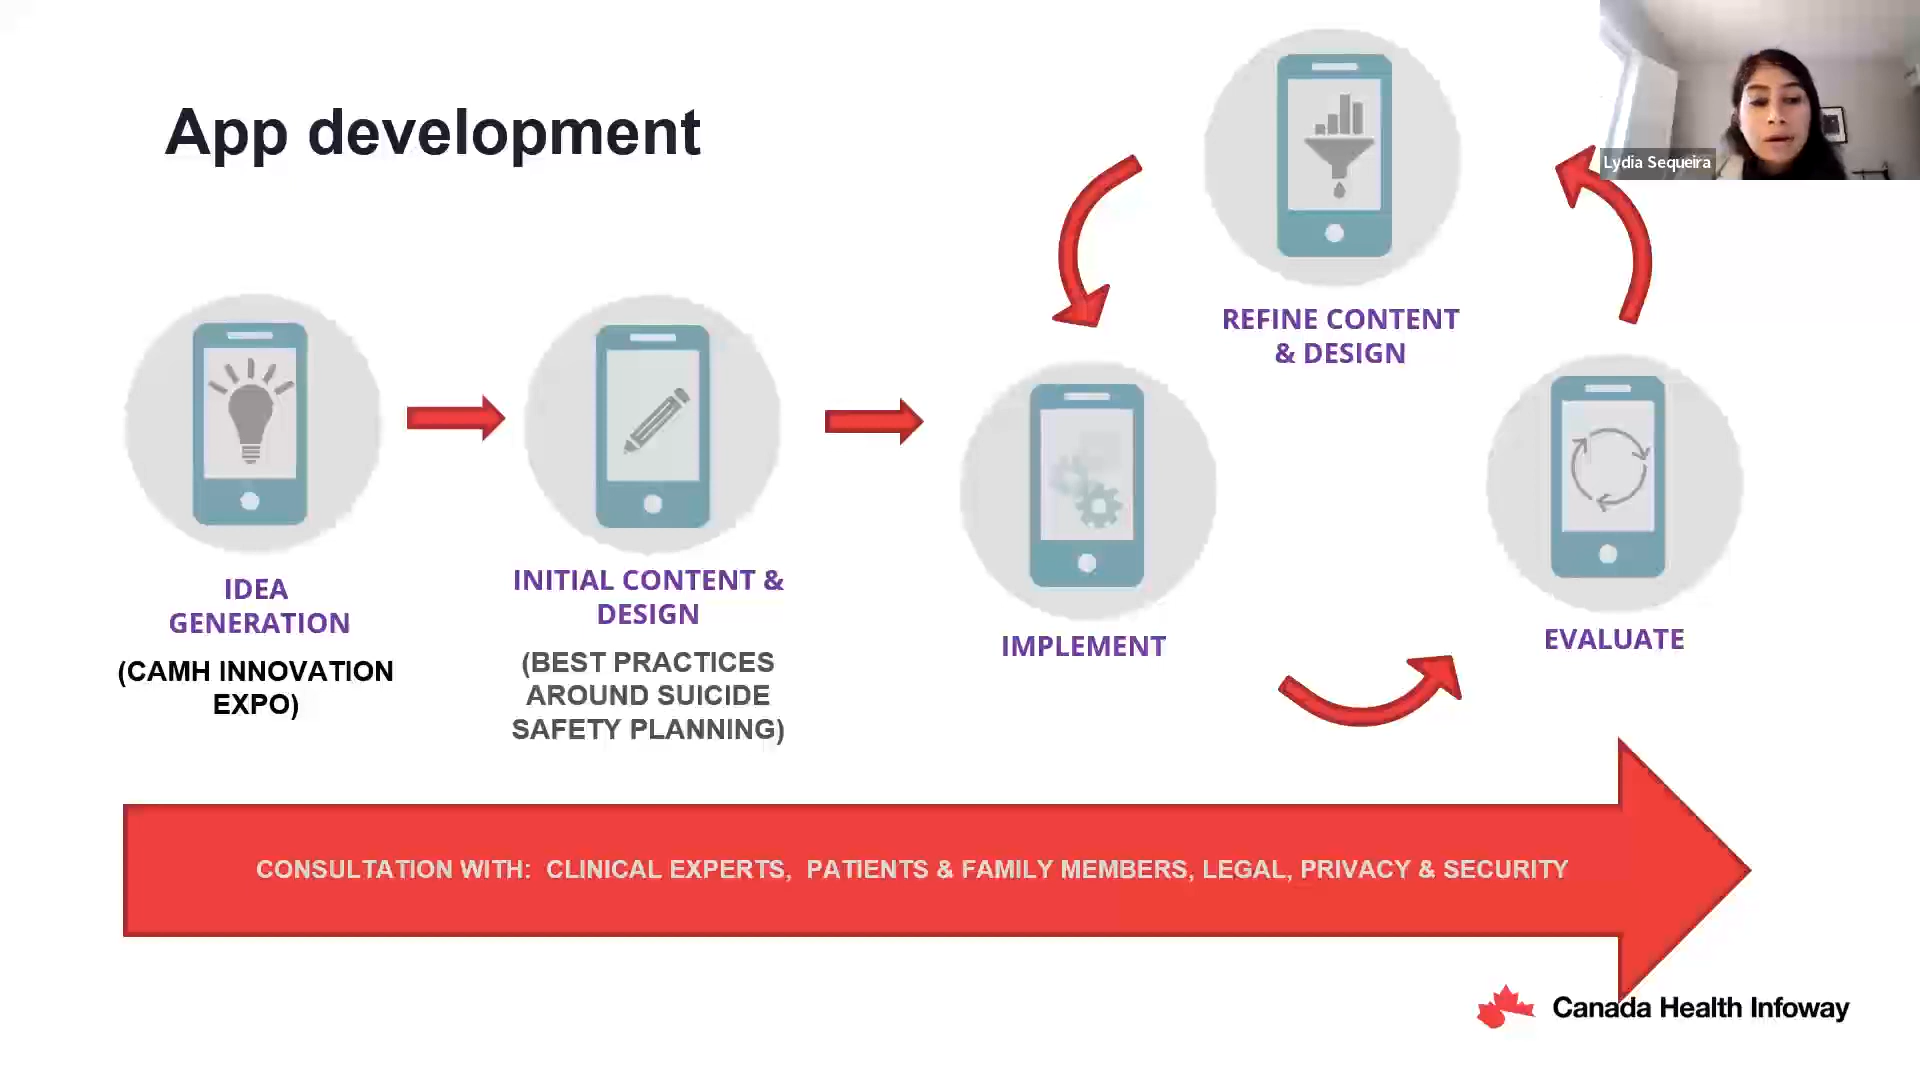 App development
Lydia Sequeira
REFINE CONTENT
& DESIGN
IDEA
GENERATION
(CAMH INNOVATION
EXPO)
INITIAL CONTENT &
DESIGN
(BEST PRACTICES
AROUND SUICIDE
SAFETY PLANNING)
IMPLEMENT
EVALUATE
CONSULTATION WITH:  CLINICAL EXPERTS,  PATIENTS & FAMILY MEMBERS, LEGAL, PRIVACY & SECURITY
Canada Health Infoway